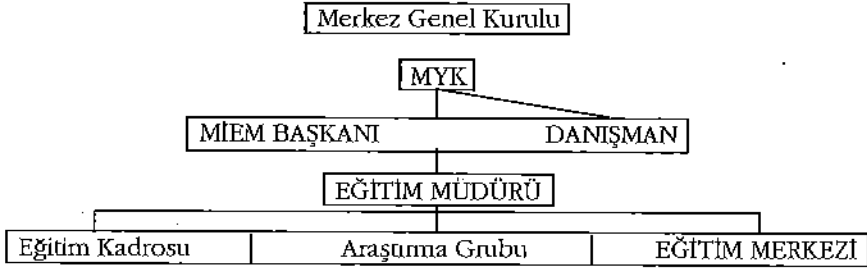 Merkez Genel Kurulu
MYK
MİEM BAŞKANI DANIŞMAN
EĞİTİM MÜDÜRÜ
Eğitim Kadrosu Araştırma Grubu EĞİTİM MERKEZİ